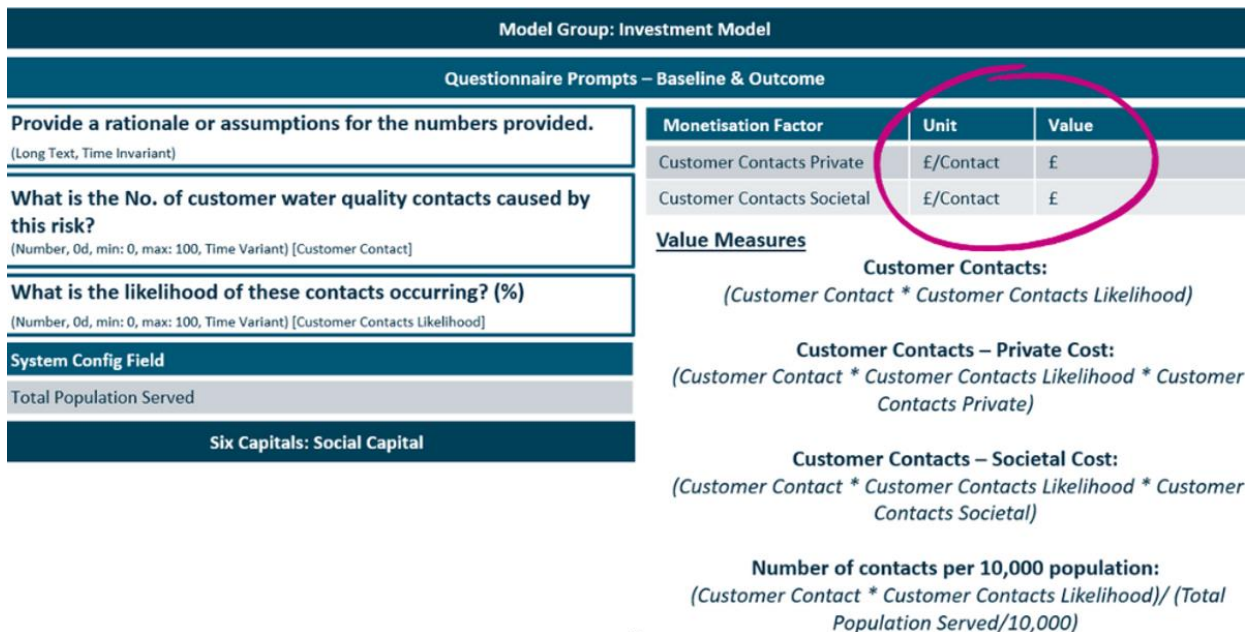 Model Group: Investment Model
Questionnaire Prompts – Baseline & Outcome
Provide a rationale or assumptions for the numbers provided.
(Long Text, Time Invariant)
What is the No. of customer water quality contacts caused by
this risk?
(Number, 0d, min: 0, max: 100, Time Variant) [Customer Contact]
What is the likelihood of these contacts occurring? (%)
(Number, 0d, min: 0, max: 100, Time Variant) [Customer Contacts Likelihood]
System Config Field
Total Population Served
Six Capitals: Social Capital
Monetisation Factor Unit Value
Customer Contacts Private £/Contact £
Customer Contacts Societal £/Contact £
Value Measures
Customer Contacts:
(Customer Contact * Customer Contacts Likelihood)
Customer Contacts – Private Cost:
(Customer Contact * Customer Contacts Likelihood * Customer
Contacts Private)
Customer Contacts – Societal Cost:
(Customer Contact * Customer Contacts Likelihood * Customer
Contacts Societal)
Number of contacts per 10,000 population:
(Customer Contact * Customer Contacts Likelihood)/ (Total
Population Served/10,000)